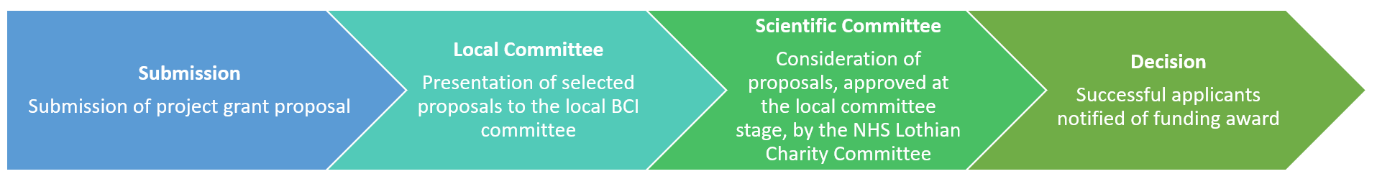 Submission
Submission of project grant proposal
Local Committee
Presentation of selected
proposals to the local BCI
committee
Scientific Committee
Consideration of
proposals, approved at
the local committee
stage, by the NHS Lothian
Charity Committee
Decision
Successful applicants
notified of funding award